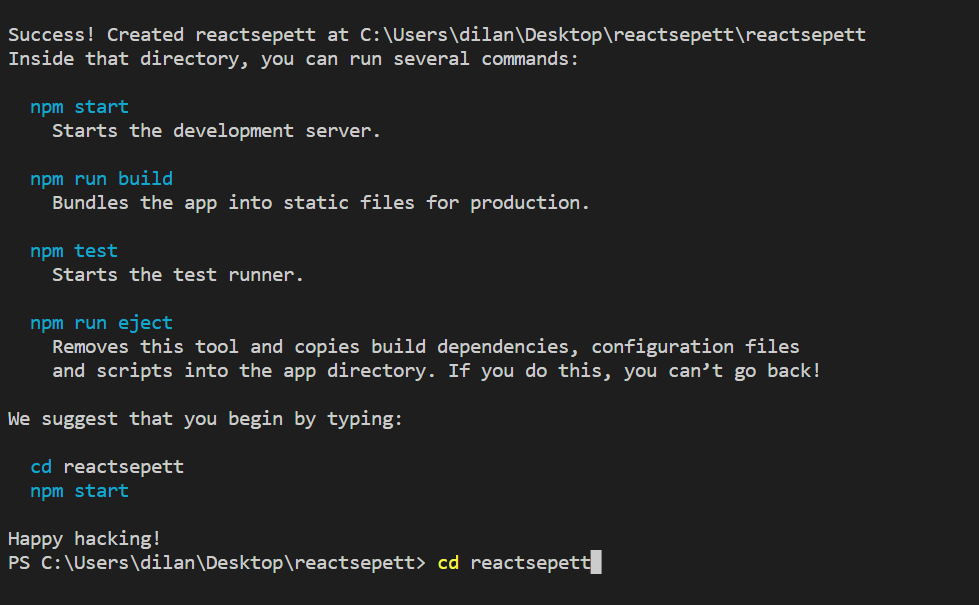 Success! Created reactsepett at C:\Users\dilan\Desktop\reactsepett\reactsepett
Inside that directory, you can run several commands:
npm start
Starts the development server.
npm run build
Bundles the app into static files for production.
npm test
Starts the test runner.
npm run eject
Removes this tool and copies build dependencies, configuration files
and scripts into the app directory. If you do this, you can’t go back!
We suggest that you begin by typing:
cd reactsepett
npm start
Happy hacking!
PS C:\Users\dilan\Desktop\reactsepett> cd reactsepett